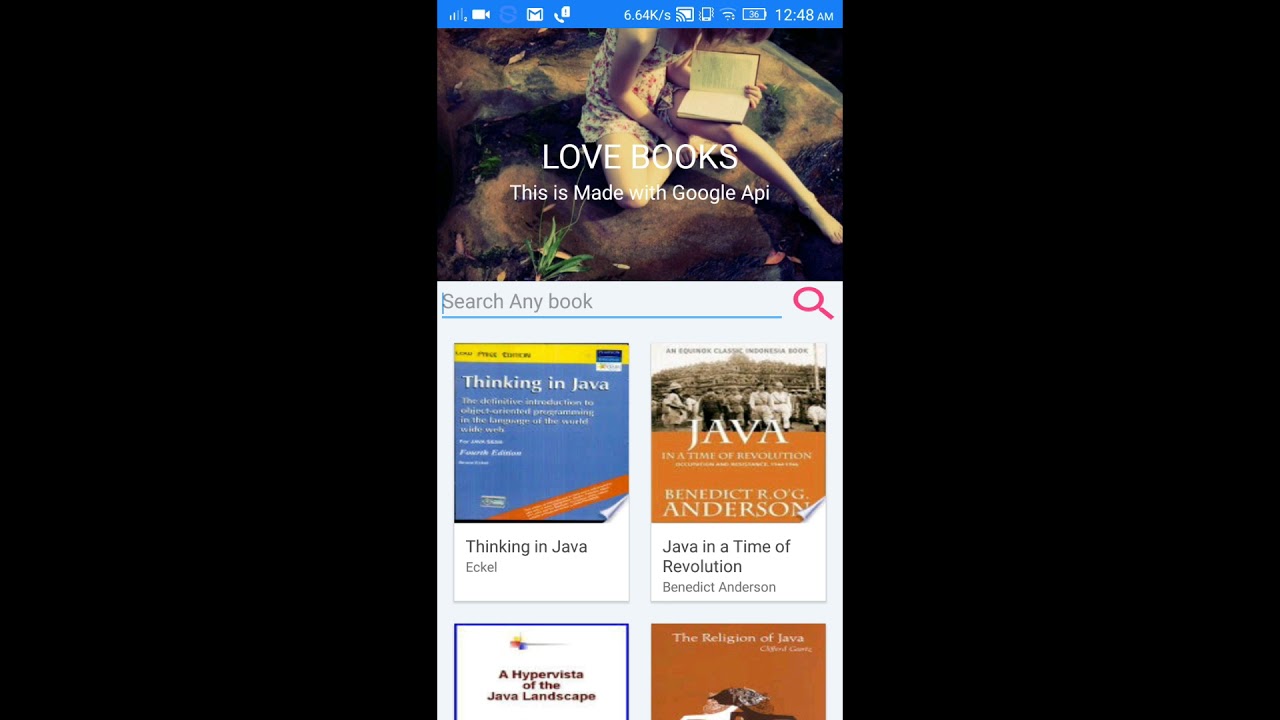 6.64K/s 36 12:48 AM
LOVE BOOKS
This is Made with Google Api
Search Any book
LOW PRICE EDITION
Thinking in Java
The definitive introduction to
object-oriented programming
in the language of the world
wide web
Fourth Edition
Bruce Eckel
Thinking in Java
Eckel
AN EQUINOX CLASSIC INDONESIA BOOK
JAVA
IN A TIME OF REVOLUTION
OCCUPATION AND RESISTANCE, 1944-1946
BENEDICT R.O'G.
ANDERSON
Java in a Time of
Revolution
Benedict Anderson
A Hypervista
of the
Java Landscape
The Religion of Java
Clifford Geertz